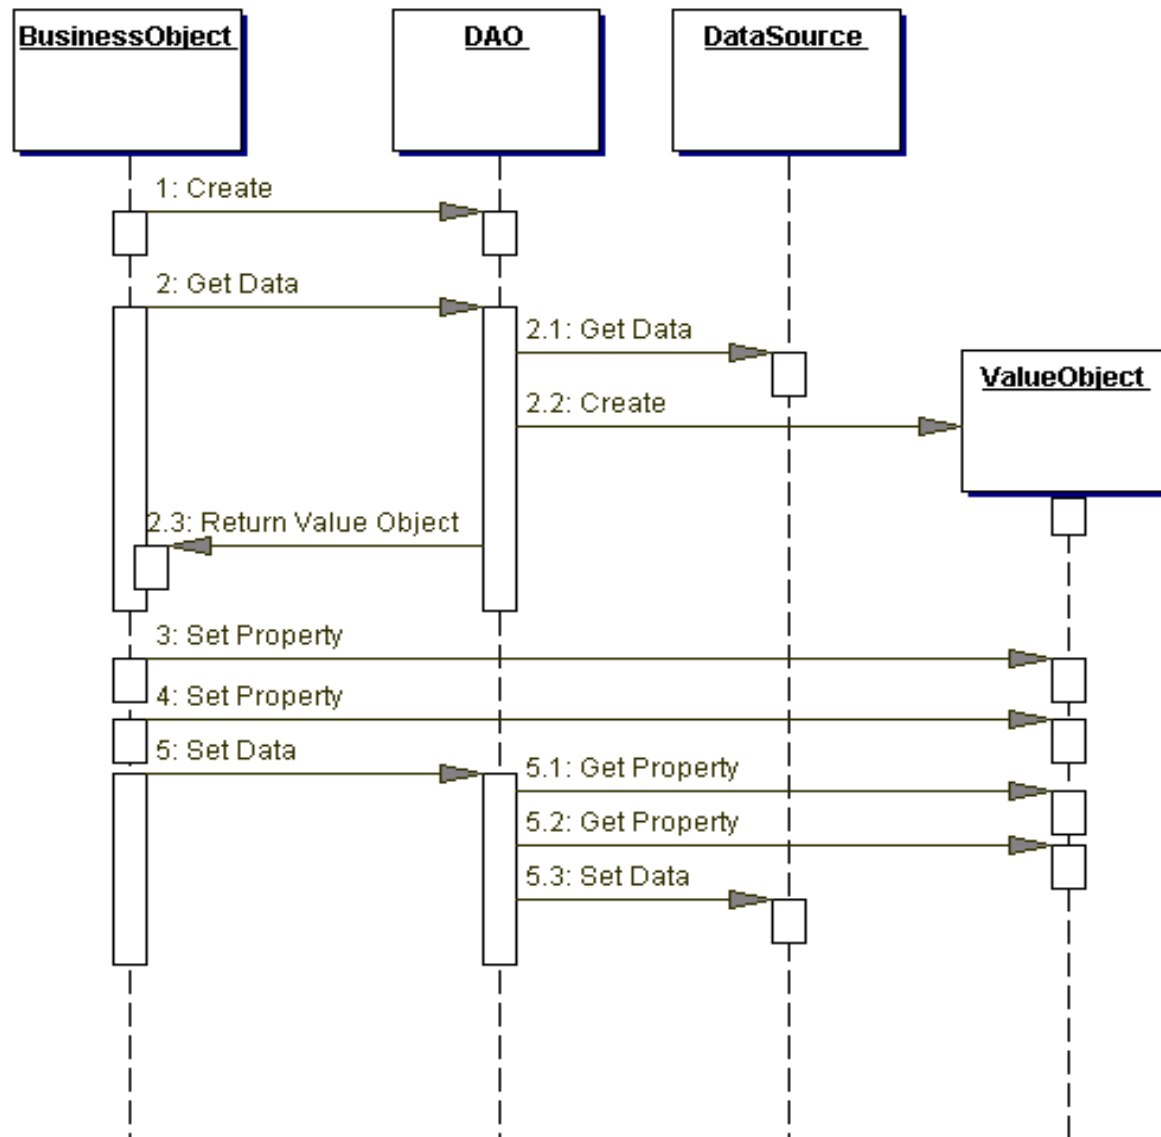 BusinessObject
DAO
DataSource
1: Create
2: Get Data
2.1: Get Data
ValueObject
2.2: Create
2.3: Return Value Object
3: Set Property
4: Set Property
5: Set Data
5.1: Get Property
5.2: Get Property
5.3: Set Data